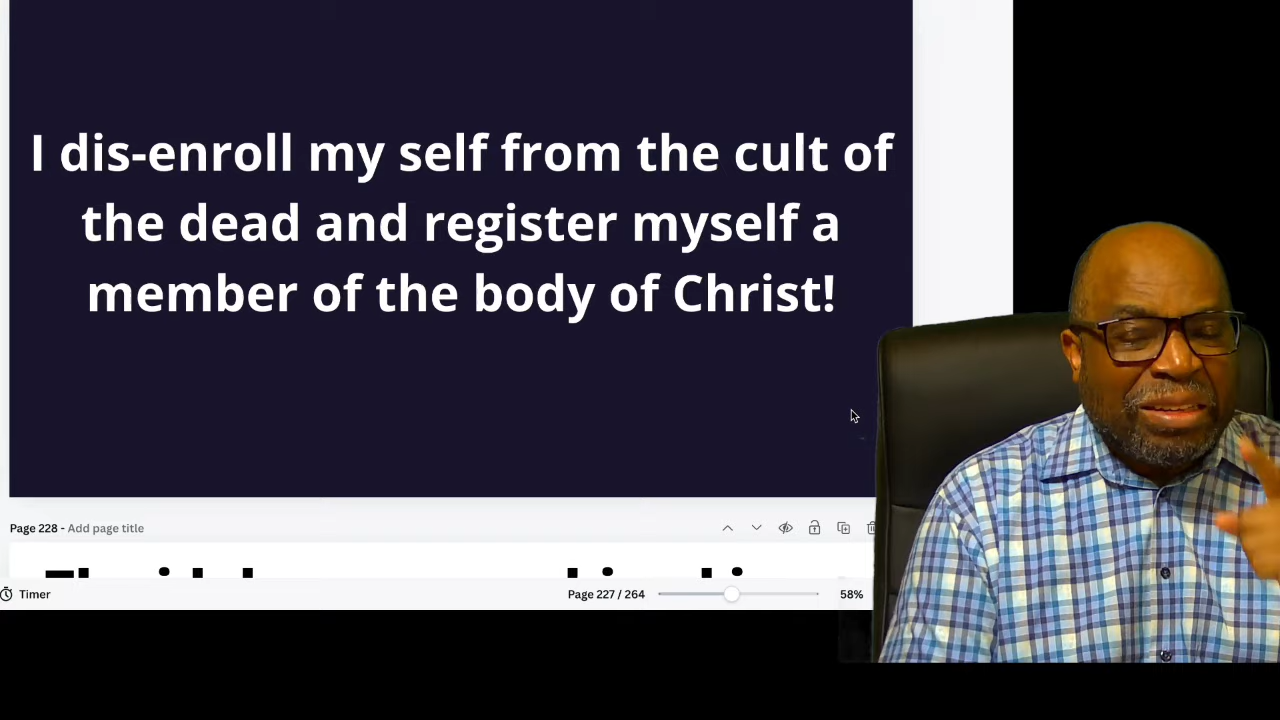 I dis-enroll my self from the cult of
the dead and register myself a
member of the body of Christ!
Page 228 - Add page title
Timer
Page 227 / 264
58%